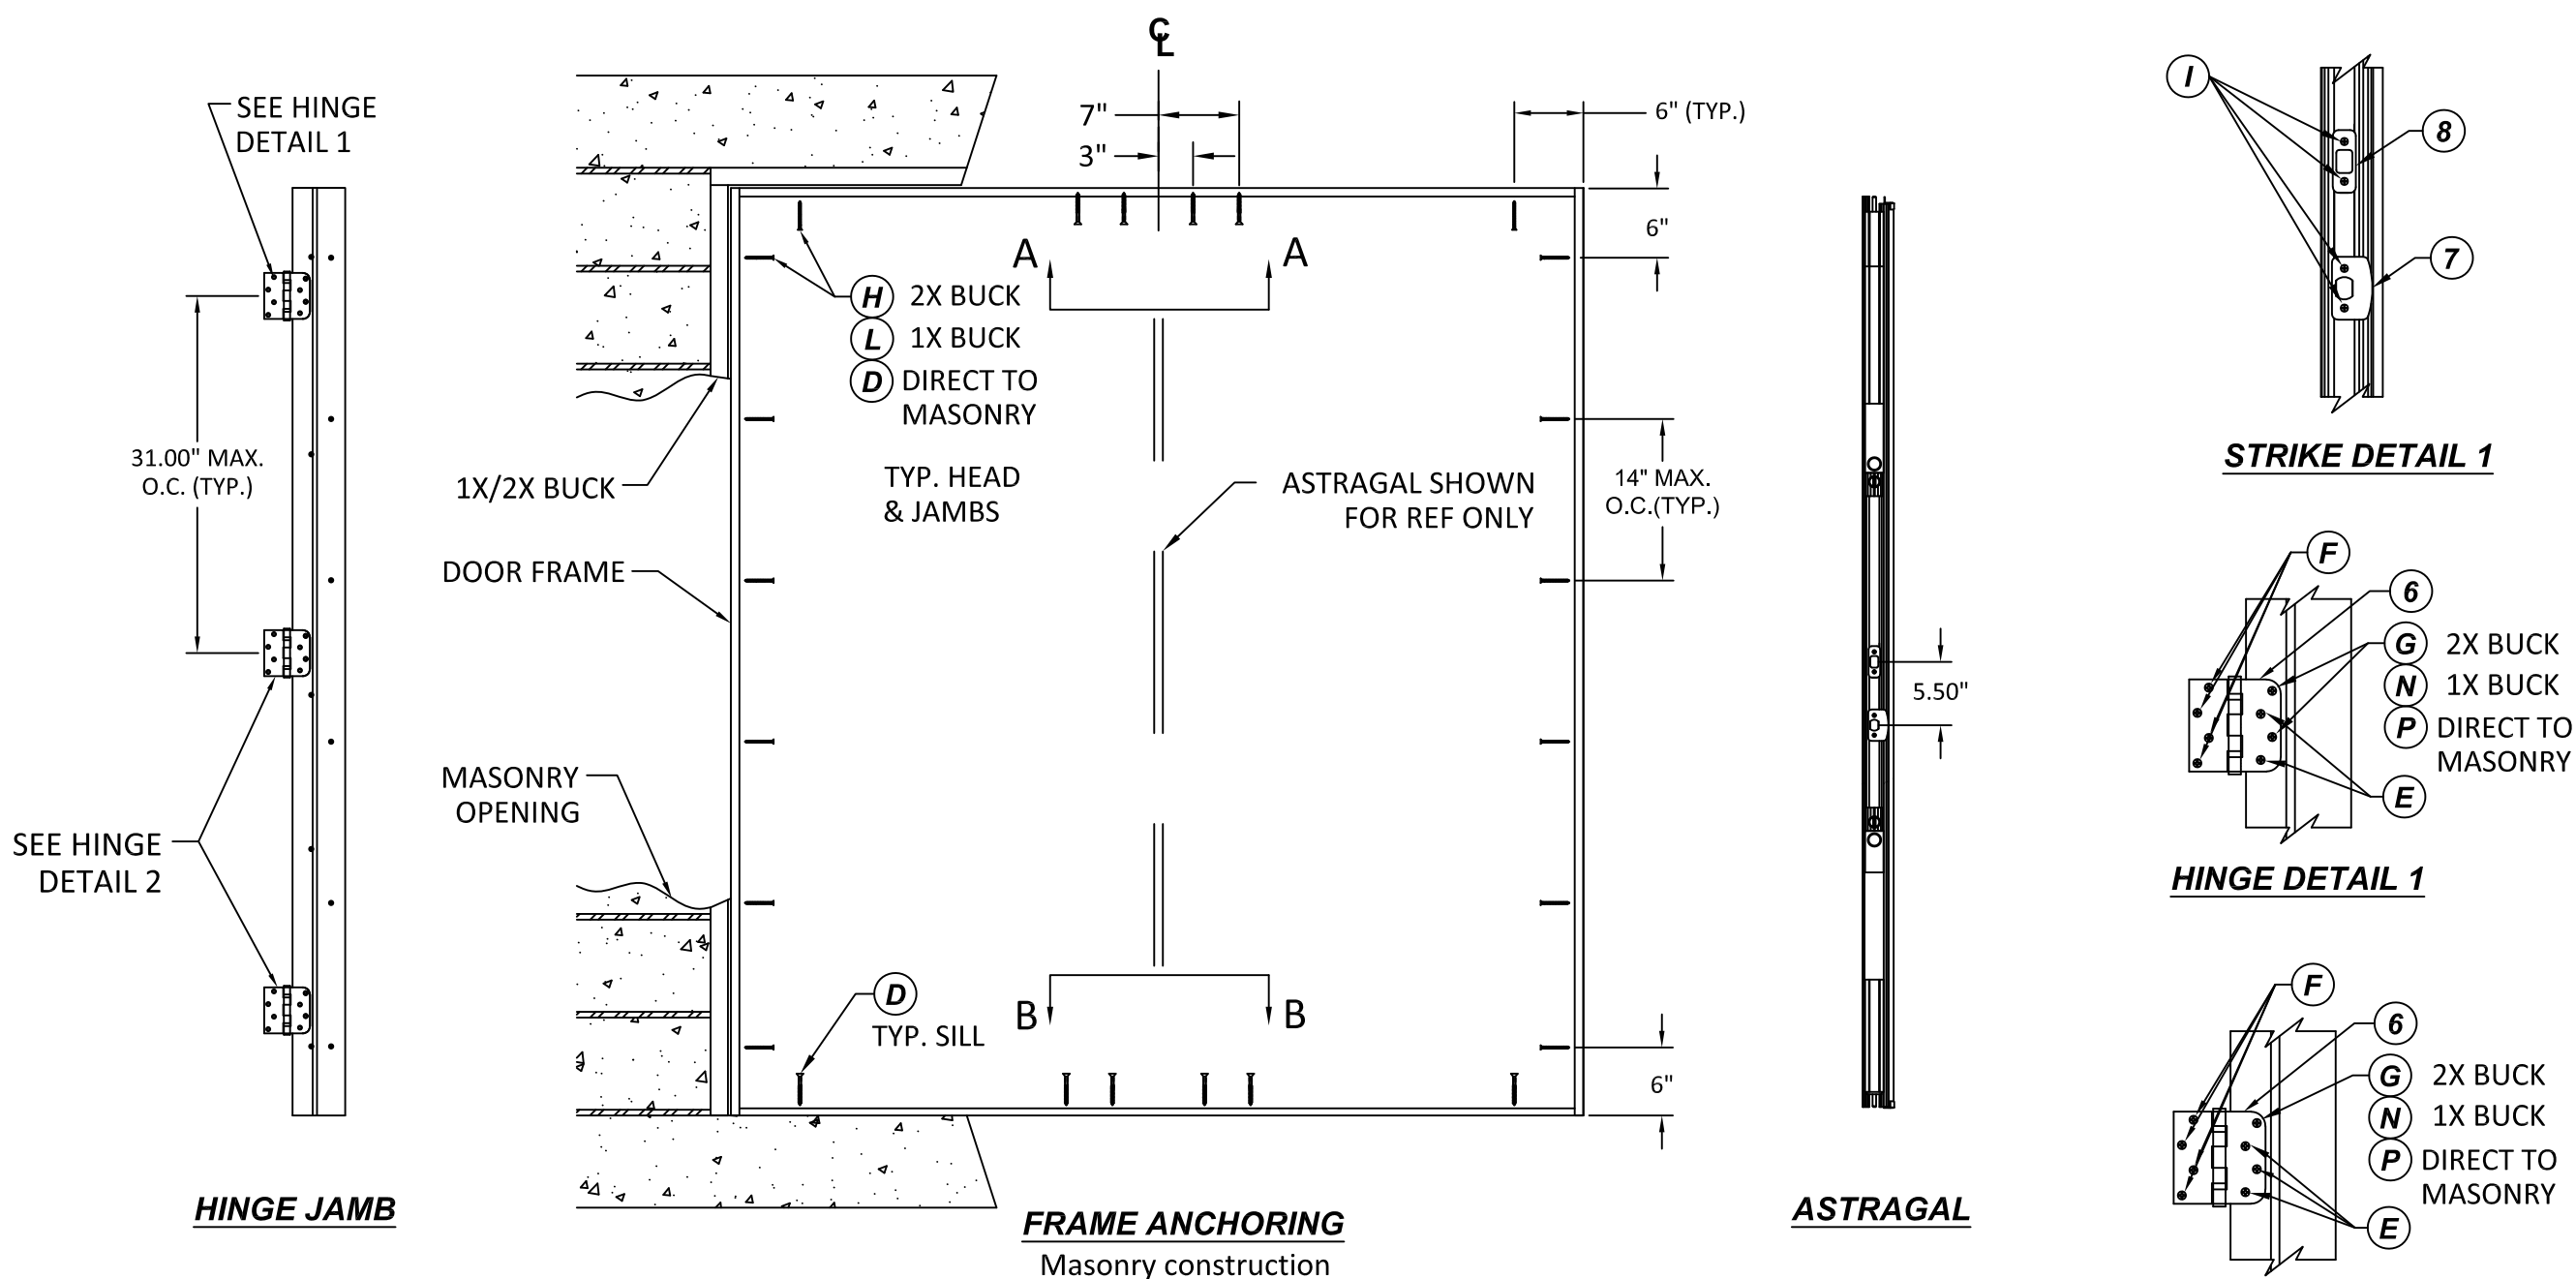 SEE HINGE
DETAIL 1
31.00" MAX.
O.C. (TYP.)
SEE HINGE
DETAIL 2
HINGE JAMB
℄
7"
3"
6" (TYP.)
6"
A
A
H 2X BUCK
L 1X BUCK
D DIRECT TO
MASONRY
TYP. HEAD
& JAMBS
1X/2X BUCK
ASTRAGAL SHOWN
FOR REF ONLY
14" MAX.
O.C.(TYP.)
DOOR FRAME
MASONRY
OPENING
B
B
D
TYP. SILL
6"
FRAME ANCHORING
Masonry construction
5.50"
ASTRAGAL
I
8
7
STRIKE DETAIL 1
F
6
G 2X BUCK
N 1X BUCK
P DIRECT TO
MASONRY
E
HINGE DETAIL 1
F
6
G 2X BUCK
N 1X BUCK
P DIRECT TO
MASONRY
E